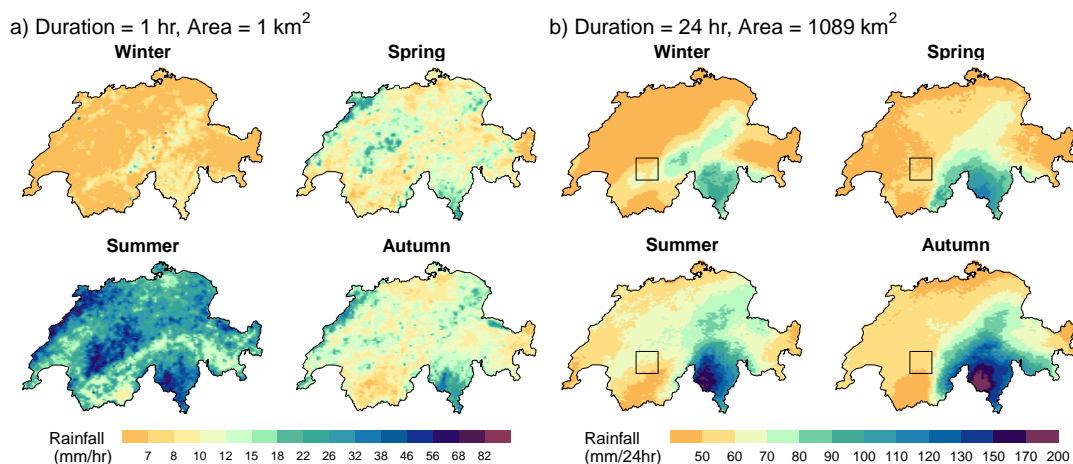 a) Duration = 1 hr, Area = 1 km²
b) Duration = 24 hr, Area = 1089 km²
Winter
Spring
Winter
Spring
Summer
Autumn
Summer
Autumn
Rainfall
(mm/hr)
7 8 10 12 15 18 22 26 32 38 46 56 68 82
Rainfall
(mm/24hr)
50 60 70 80 90 100 110 120 130 150 170 200